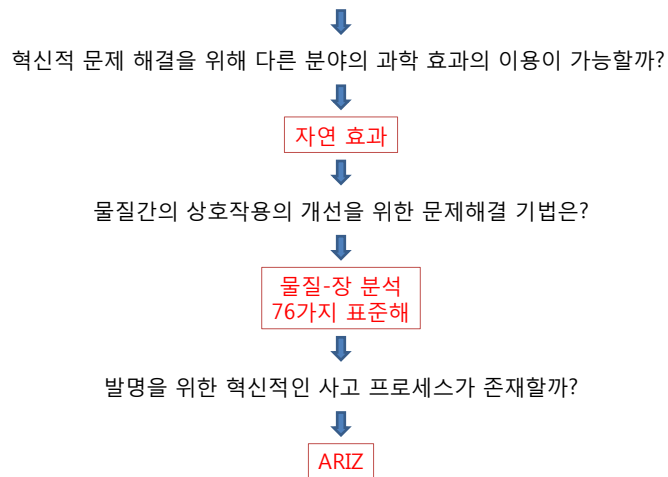 혁신적 문제 해결을 위해 다른 분야의 과학 효과의 이용이 가능할까?
자연 효과
물질간의 상호작용의 개선을 위한 문제해결 기법은?
물질-장 분석
76가지 표준해
발명을 위한 혁신적인 사고 프로세스가 존재할까?
ARIZ